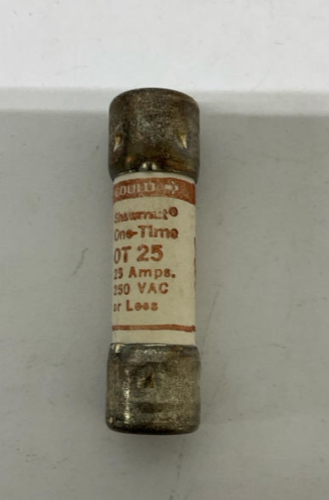 GOULD
Shawmut®
One-Time
OT 25
25 Amps.
250 VAC
or Less